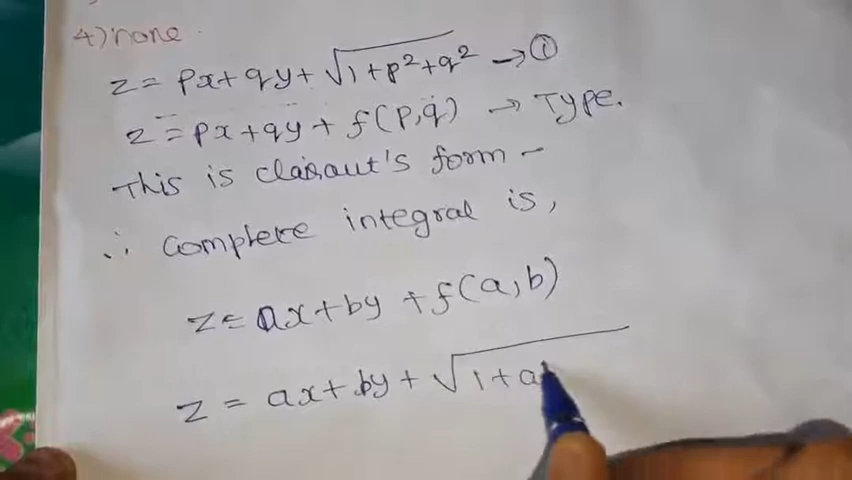 4) none
z = px + qy + √1+p²+q² → ①
z = px + qy + f(p,q) → Type.
This is clairaut's form –
∴ Complete integral is,
z = ax + by + f(a,b)
z = ax + by + √1+a